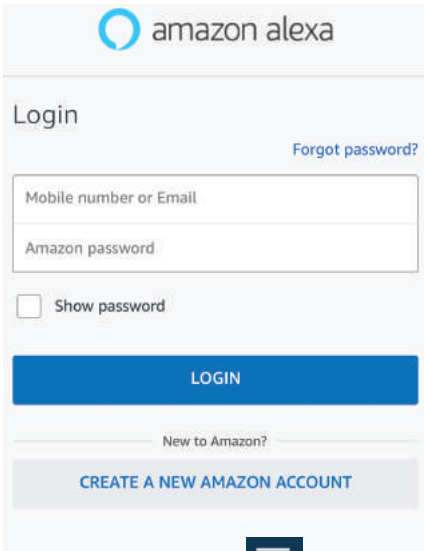 amazon alexa
Login
Forgot password?
Mobile number or Email
Amazon password
Show password
LOGIN
New to Amazon?
CREATE A NEW AMAZON ACCOUNT